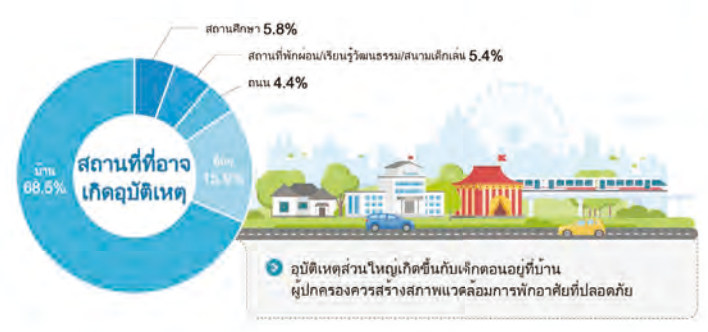 สถานศึกษา 5.8%
สถานที่พักผ่อน/เรียนรู้วัฒนธรรม/สนามเด็กเล่น 5.4%
ถนน 4.4%
อื่นๆ
15.9%
บ้าน
68.5%
สถานที่ที่อาจ
เกิดอุบัติเหตุ
อุบัติเหตุส่วนใหญ่เกิดขึ้นกับเด็กตอนอยู่ที่บ้าน
ผู้ปกครองควรสร้างสภาพแวดล้อมการพักอาศัยที่ปลอดภัย